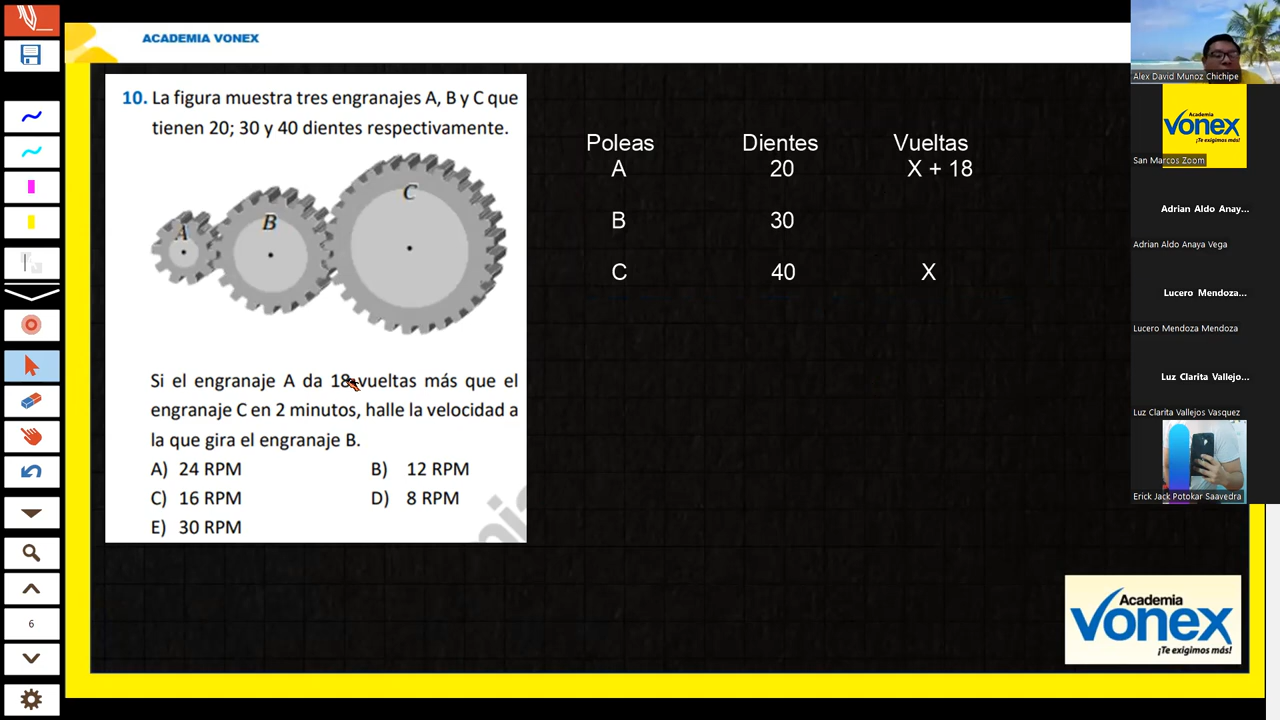 ACADEMIA VONEX
10. La figura muestra tres engranajes A, B y C que
tienen 20; 30 y 40 dientes respectivamente.
A
B
C
Si el engranaje A da 18 vueltas más que el
engranaje C en 2 minutos, halle la velocidad a
la que gira el engranaje B.
A) 24 RPM B) 12 RPM
C) 16 RPM D) 8 RPM
E) 30 RPM
Poleas Dientes Vueltas
A 20 X + 18
B 30
C 40 X
6
Alex David Munoz Chichipe
Academia
Vonex
¡Te exigimos más!
San Marcos Zoom
Adrian Aldo Anay...
Adrian Aldo Anaya Vega
Lucero Mendoza...
Lucero Mendoza Mendoza
Luz Clarita Vallejo...
Luz Clarita Vallejos Vasquez
Erick Jack Potokar Saavedra
Academia
Vonex
¡Te exigimos más!